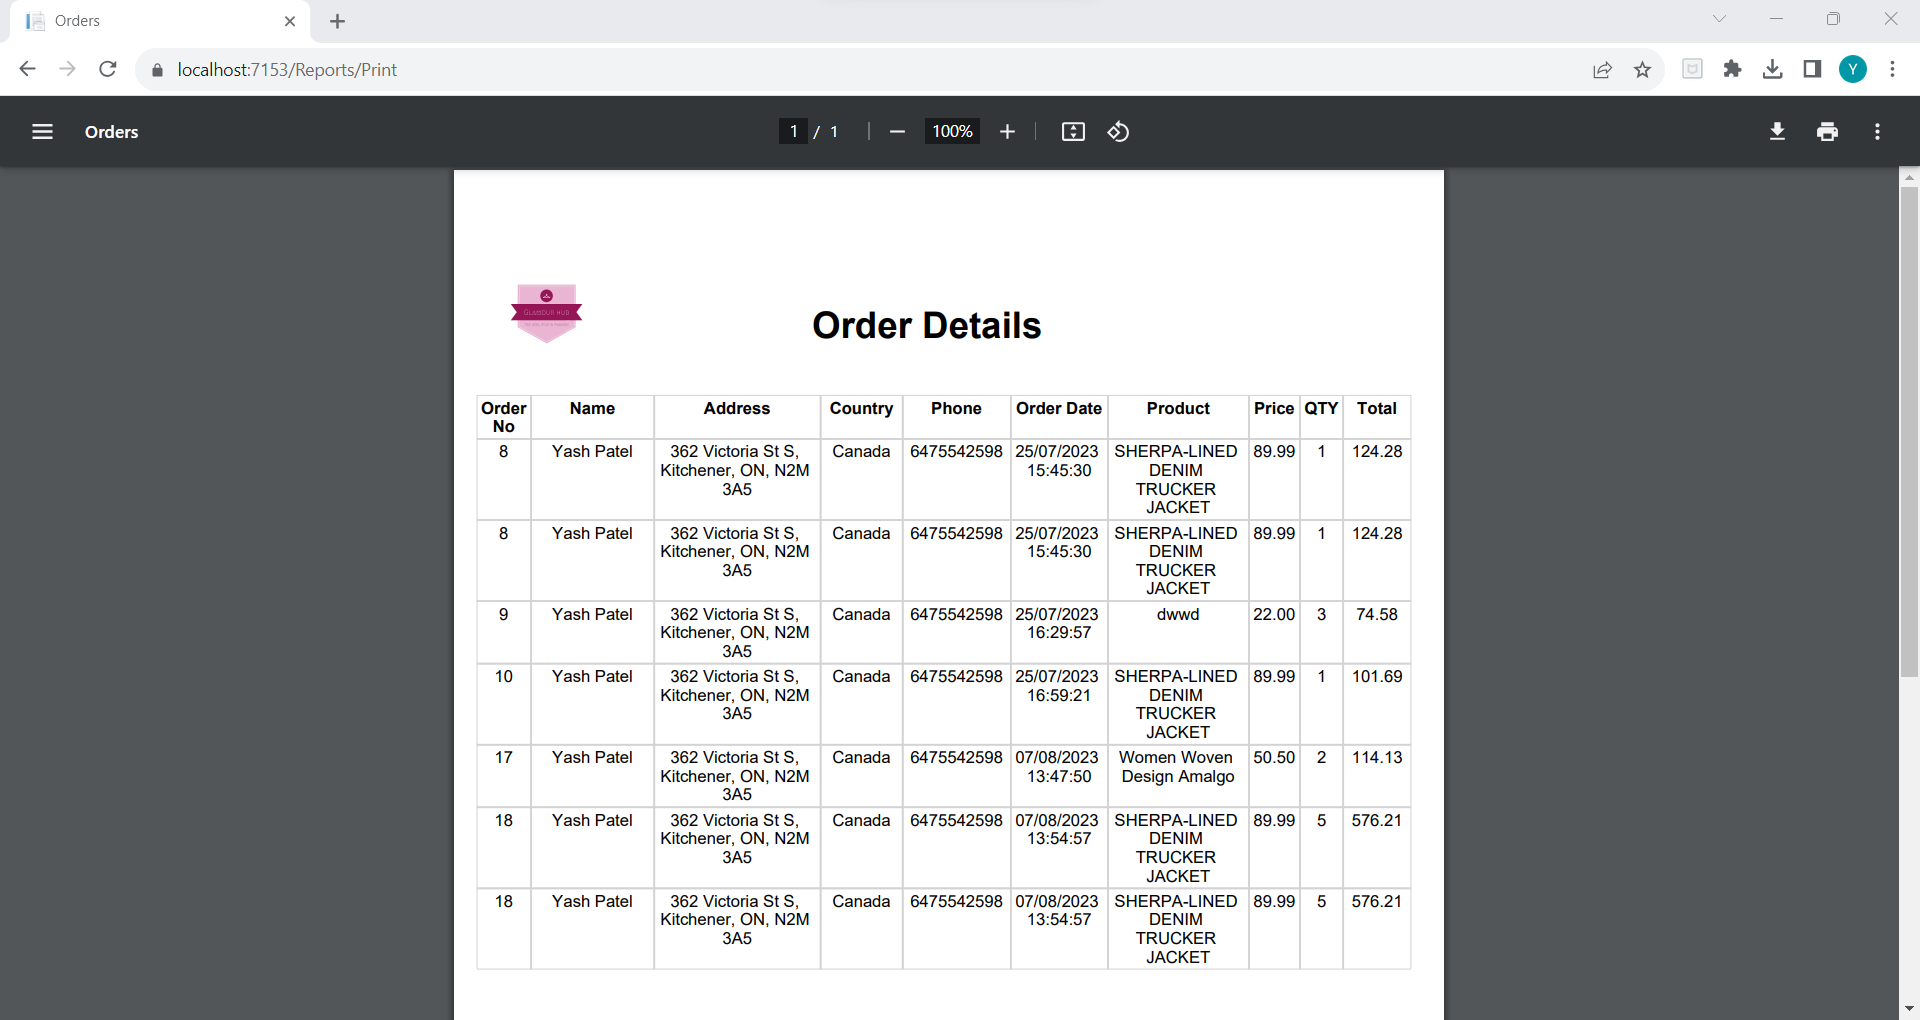 Orders
localhost:7153/Reports/Print
Y
Orders
1 / 1
100%
GLAMOUR HUB
Order Details
Order No Name Address Country Phone Order Date Product Price QTY Total
8 Yash Patel 362 Victoria St S, Canada 6475542598 25/07/2023 SHERPA-LINED 89.99 1 124.28
Kitchener, ON, N2M 15:45:30 DENIM
3A5 TRUCKER
JACKET
8 Yash Patel 362 Victoria St S, Canada 6475542598 25/07/2023 SHERPA-LINED 89.99 1 124.28
Kitchener, ON, N2M 15:45:30 DENIM
3A5 TRUCKER
JACKET
9 Yash Patel 362 Victoria St S, Canada 6475542598 25/07/2023 dwwd 22.00 3 74.58
Kitchener, ON, N2M 16:29:57
3A5
10 Yash Patel 362 Victoria St S, Canada 6475542598 25/07/2023 SHERPA-LINED 89.99 1 101.69
Kitchener, ON, N2M 16:59:21 DENIM
3A5 TRUCKER
JACKET
17 Yash Patel 362 Victoria St S, Canada 6475542598 07/08/2023 Women Woven 50.50 2 114.13
Kitchener, ON, N2M 13:47:50 Design Amalgo
3A5
18 Yash Patel 362 Victoria St S, Canada 6475542598 07/08/2023 SHERPA-LINED 89.99 5 576.21
Kitchener, ON, N2M 13:54:57 DENIM
3A5 TRUCKER
JACKET
18 Yash Patel 362 Victoria St S, Canada 6475542598 07/08/2023 SHERPA-LINED 89.99 5 576.21
Kitchener, ON, N2M 13:54:57 DENIM
3A5 TRUCKER
JACKET